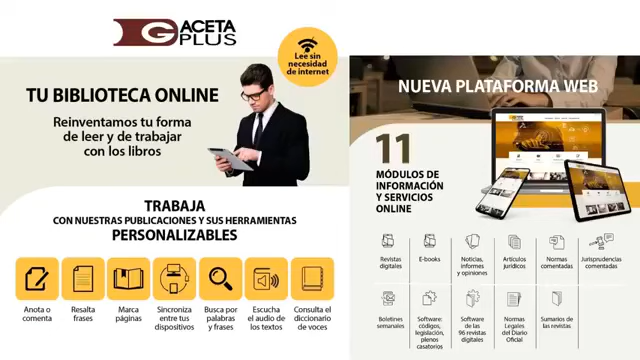 GACETA
PLUS
Lee sin
necesidad
de internet
TU BIBLIOTECA ONLINE
Reinventamos tu forma
de leer y de trabajar
con los libros
TRABAJA
CON NUESTRAS PUBLICACIONES Y SUS HERRAMIENTAS
PERSONALIZABLES
Anota o
comenta
Resalta
frases
Marca
páginas
Sincroniza
entre tus
dispositivos
Busca por
palabras
y frases
Escucha
el audio de
los textos
Consulta el
diccionario
de voces
NUEVA PLATAFORMA WEB
11
MÓDULOS DE
INFORMACIÓN
Y SERVICIOS
ONLINE
Revistas
digitales
E-books
Noticias,
informes
y opiniones
Artículos
jurídicos
Normas
comentadas
Jurisprudencias
comentadas
Boletines
semanales
Software:
códigos,
legislación,
plenos
casatorios
Software
de las
96 revistas
digitales
Normas
Legales
del Diario
Oficial
Sumarios de
las revistas